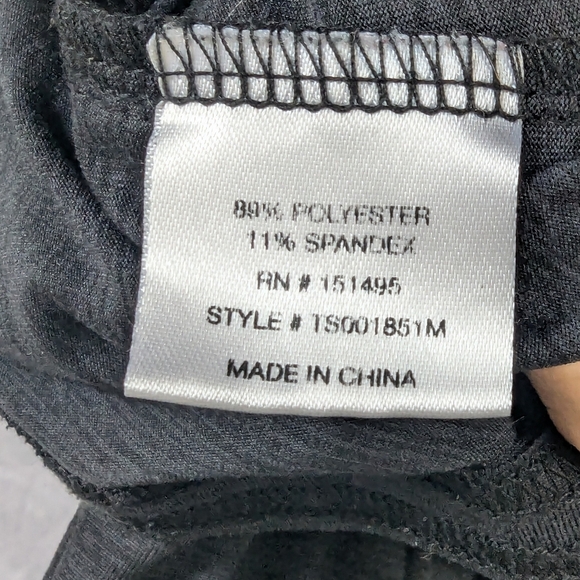 89% POLYESTER
11% SPANDEX
RN # 151495
STYLE # TS001851M
MADE IN CHINA